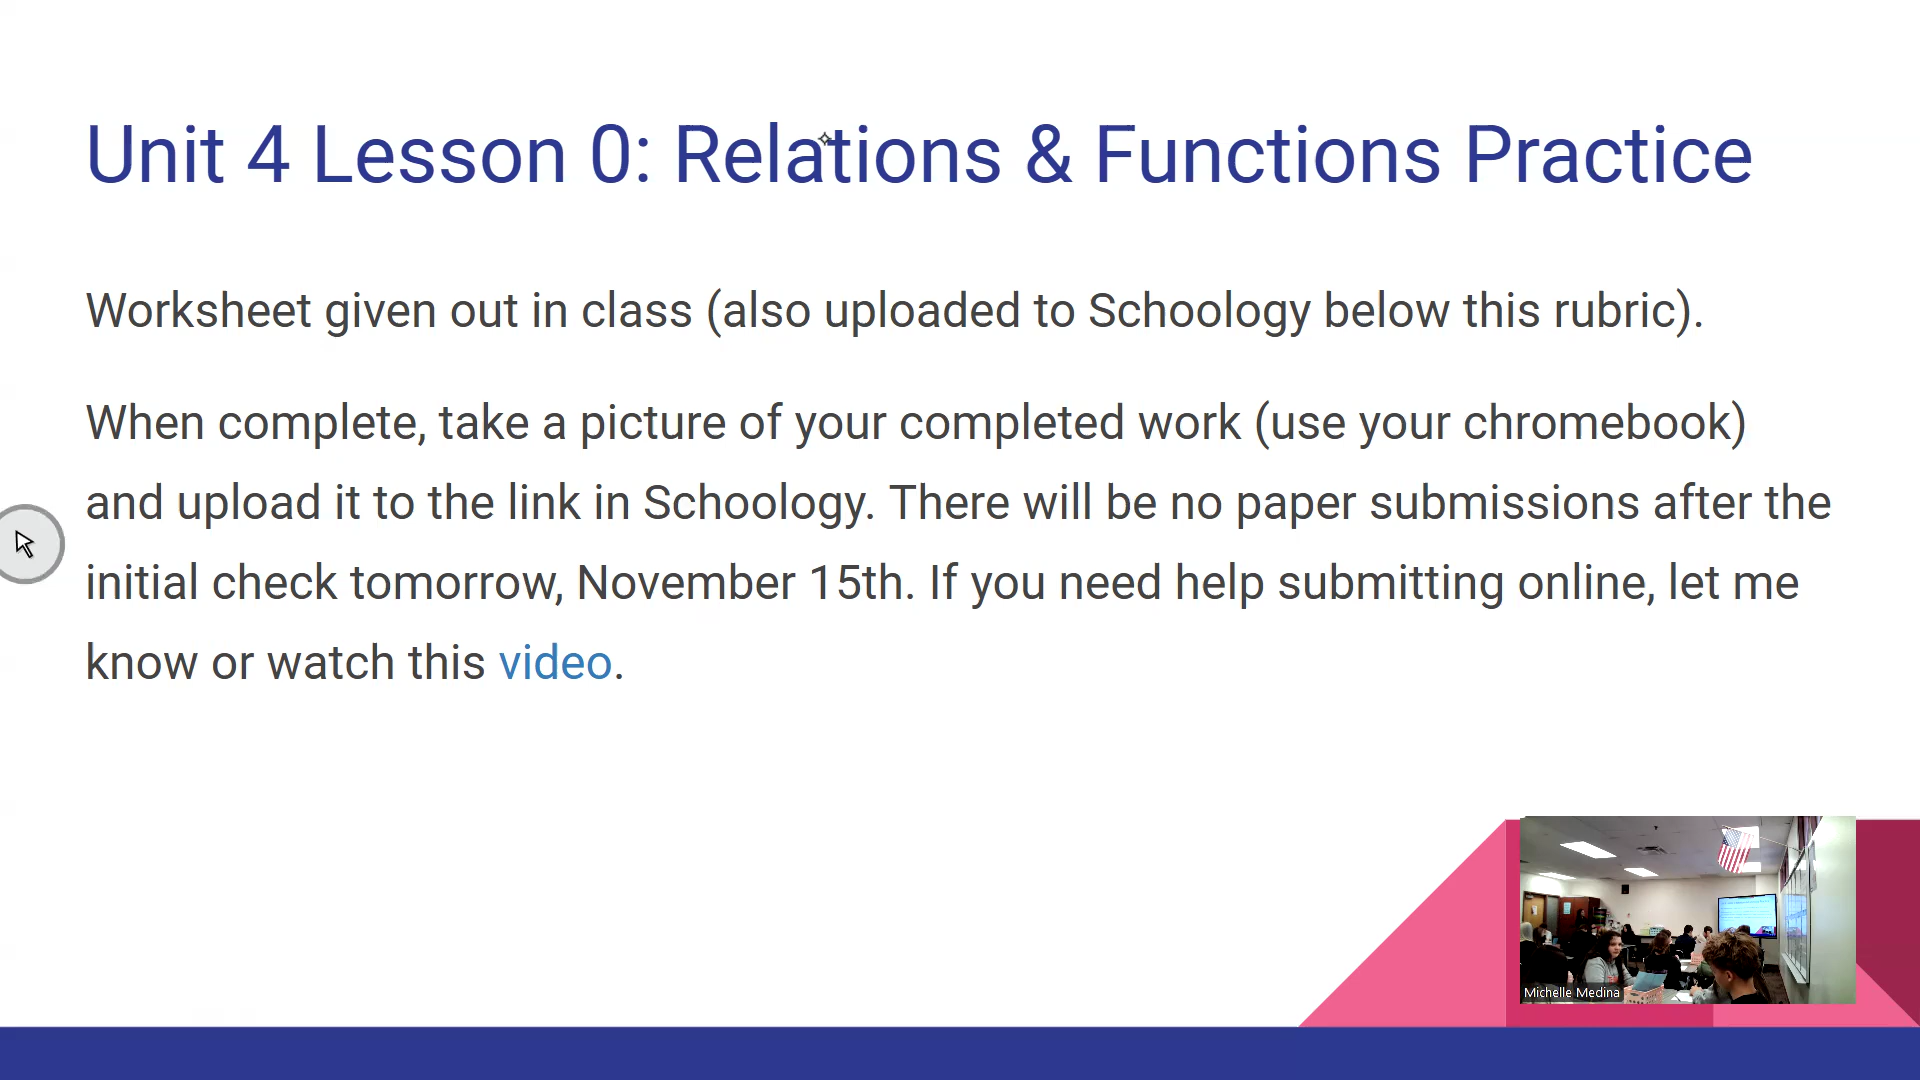 Unit 4 Lesson 0: Relations & Functions Practice
Worksheet given out in class (also uploaded to Schoology below this rubric).
When complete, take a picture of your completed work (use your chromebook)
and upload it to the link in Schoology. There will be no paper submissions after the
initial check tomorrow, November 15th. If you need help submitting online, let me
know or watch this video.
Michelle Medina